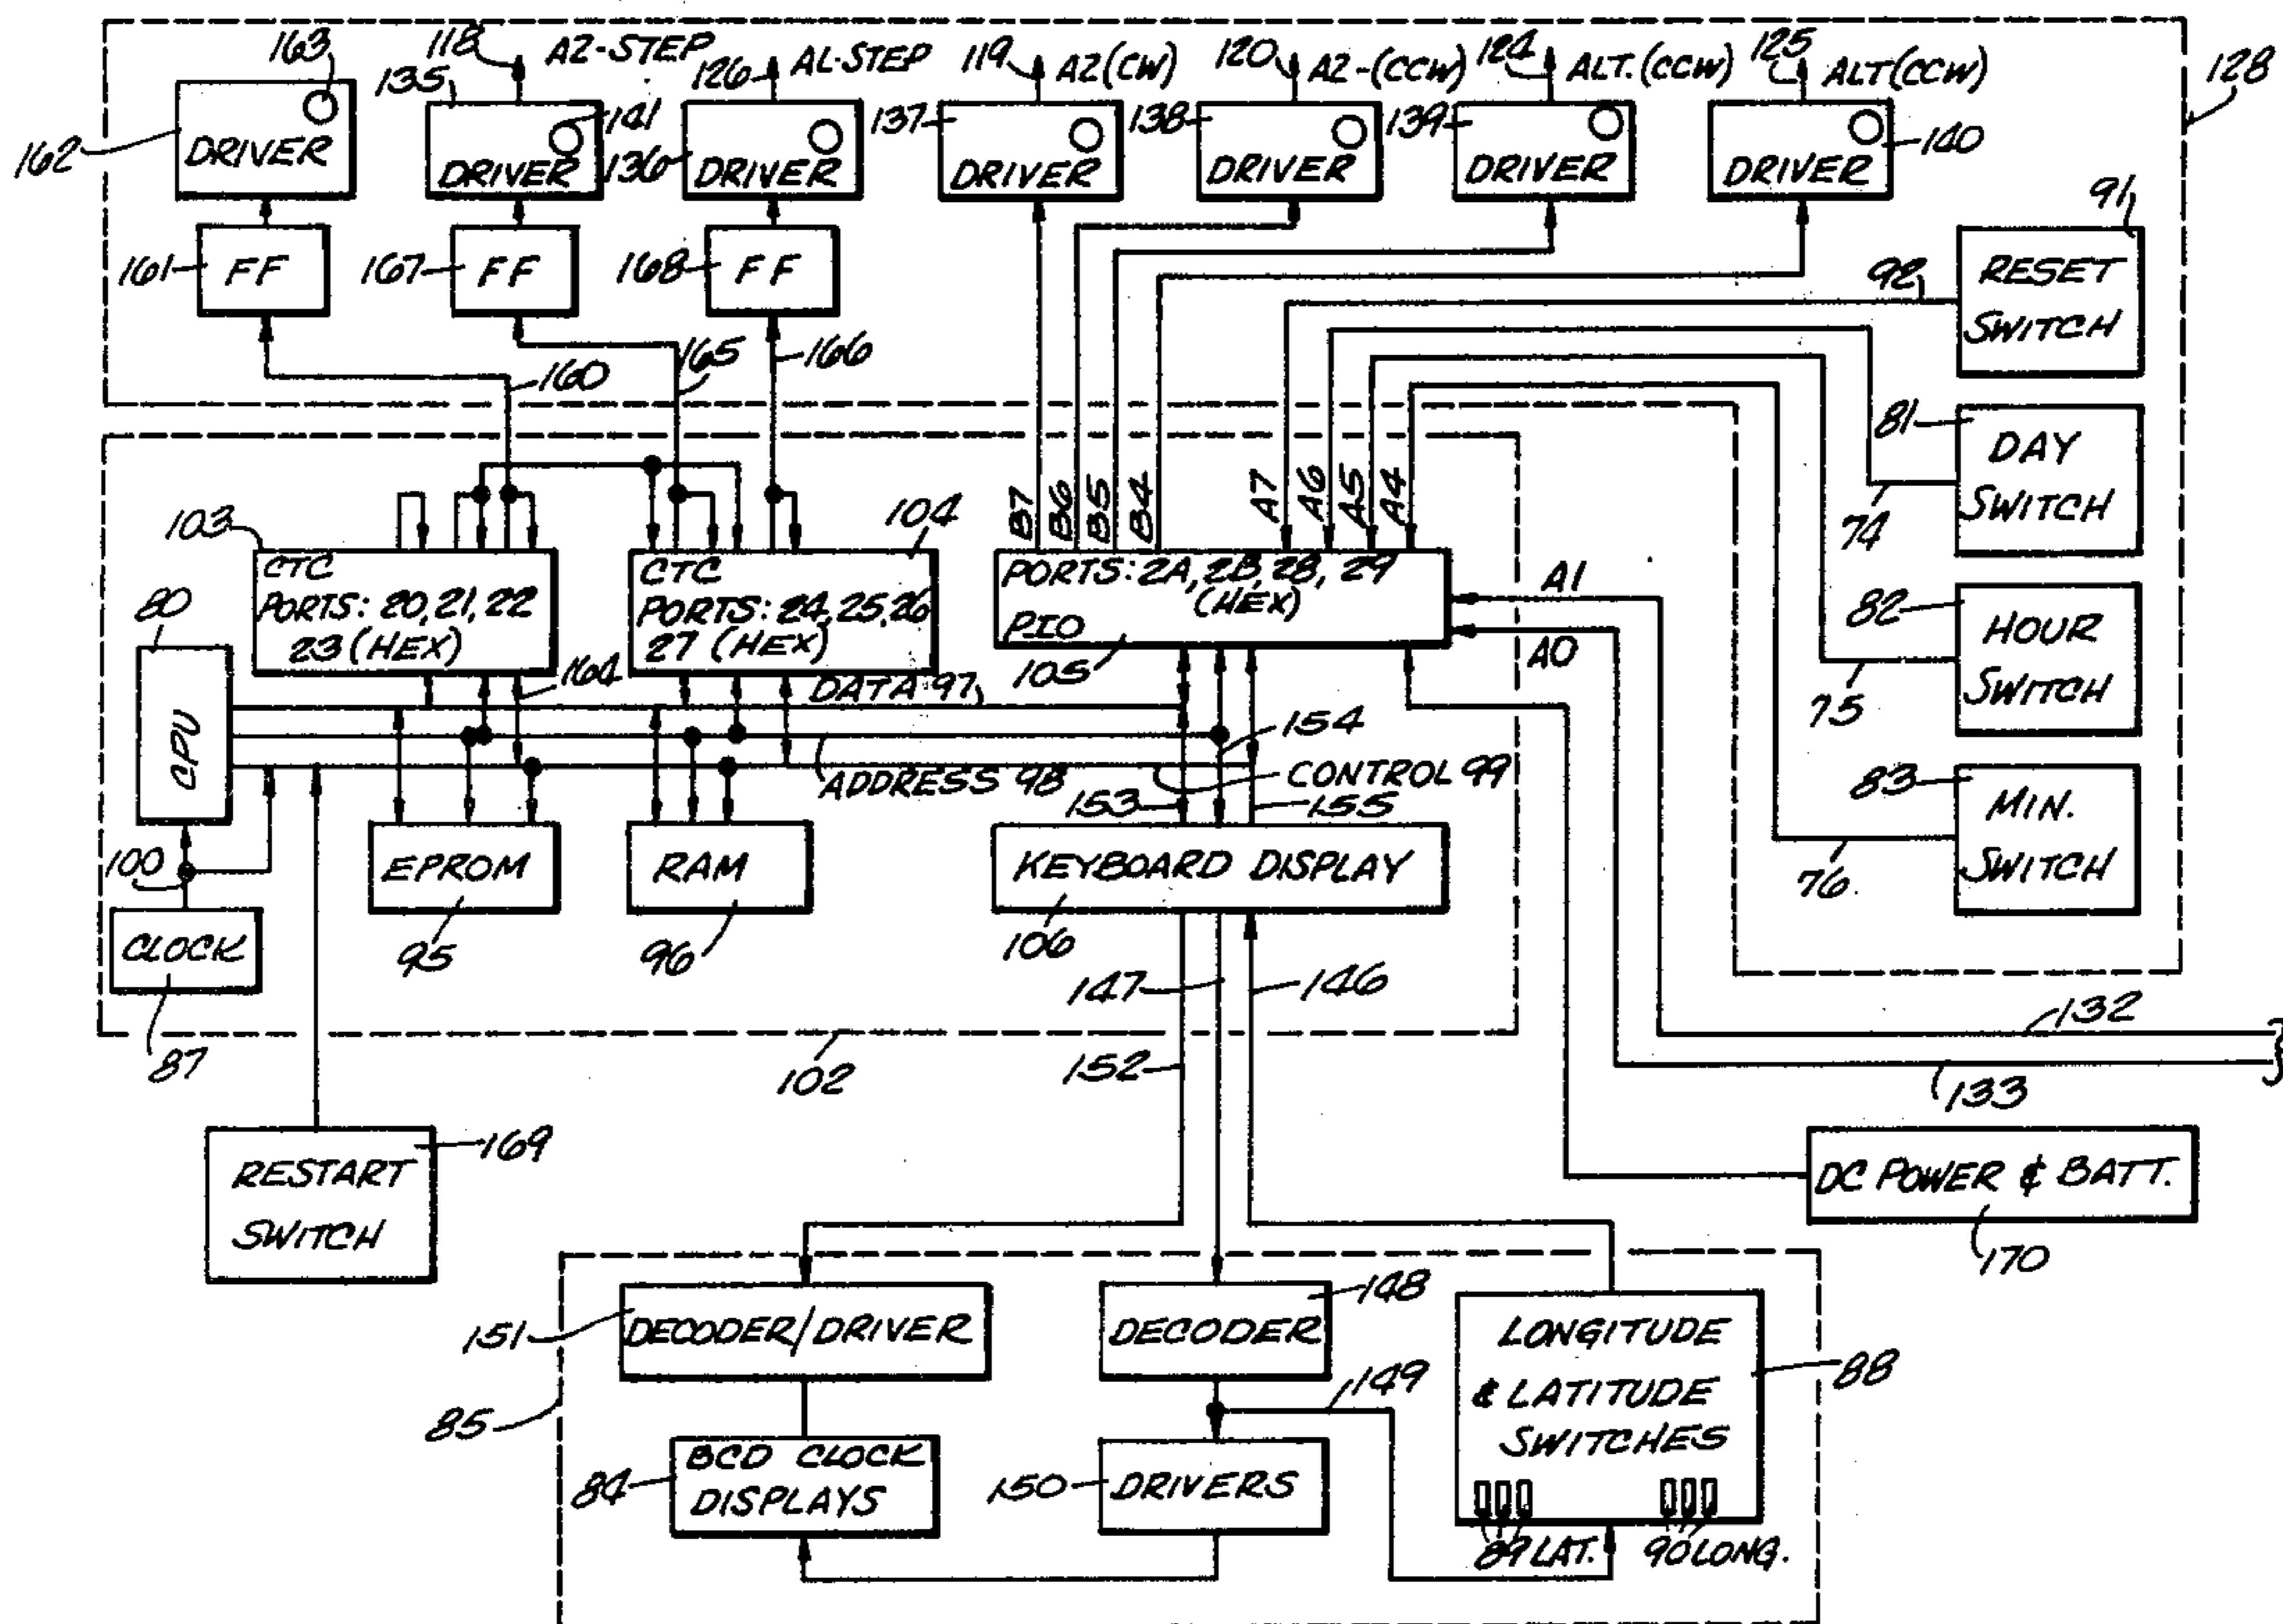 163
118
AZ-STEP
126
AL-STEP
119
AZ(CW)
120
AZ-(CCW)
124
ALT.(CCW)
125
ALT(CCW)
128
135
141
162
DRIVER
DRIVER
136
DRIVER
137
DRIVER
138
DRIVER
139
DRIVER
DRIVER
140
161
FF
167
FF
168
FF
91
RESET
SWITCH
92
160
165
166
81
DAY
SWITCH
74
B7
B6
B5
B4
A7
A6
A5
A4
103
CTC
PORTS: 20, 21, 22
23 (HEX)
104
CTC
PORTS: 24, 25, 26
27 (HEX)
PORTS: 2A, 2B, 28, 29
(HEX)
PIO
105
A1
A0
82
HOUR
SWITCH
75
80
CPU
164
DATA 97
154
ADDRESS 98
CONTROL 99
153
155
83
MIN.
SWITCH
76
100
CLOCK
87
EPROM
95
RAM
96
KEYBOARD DISPLAY
106
147
146
132
133
102
152
RESTART
SWITCH
169
DC POWER & BATT.
170
151
DECODER/DRIVER
DECODER
148
LONGITUDE
& LATITUDE
SWITCHES
88
149
85
84
BCD CLOCK
DISPLAYS
150
DRIVERS
89 LAT.
90 LONG.